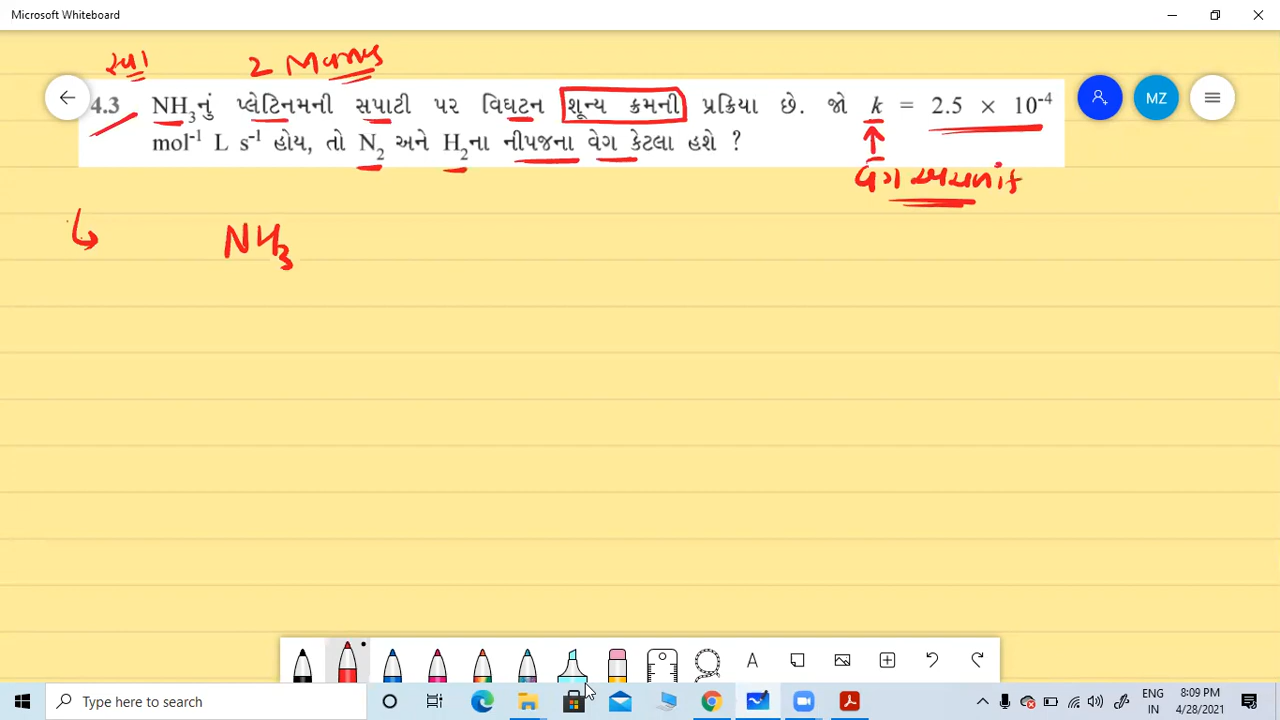 Microsoft Whiteboard
2 Marks
4.3 NH₃નું પ્લેટિનમની સપાટી પર વિઘટન શૂન્ય ક્રમની પ્રક્રિયા છે. જો k = 2.5 × 10⁻⁴
mol⁻¹ L s⁻¹ હોય, તો N₂ અને H₂ના નીપજના વેગ કેટલા હશે ?
MZ
વેગ અચળાંક
NH₃
A
Type here to search
ENG
IN
8:09 PM
4/28/2021